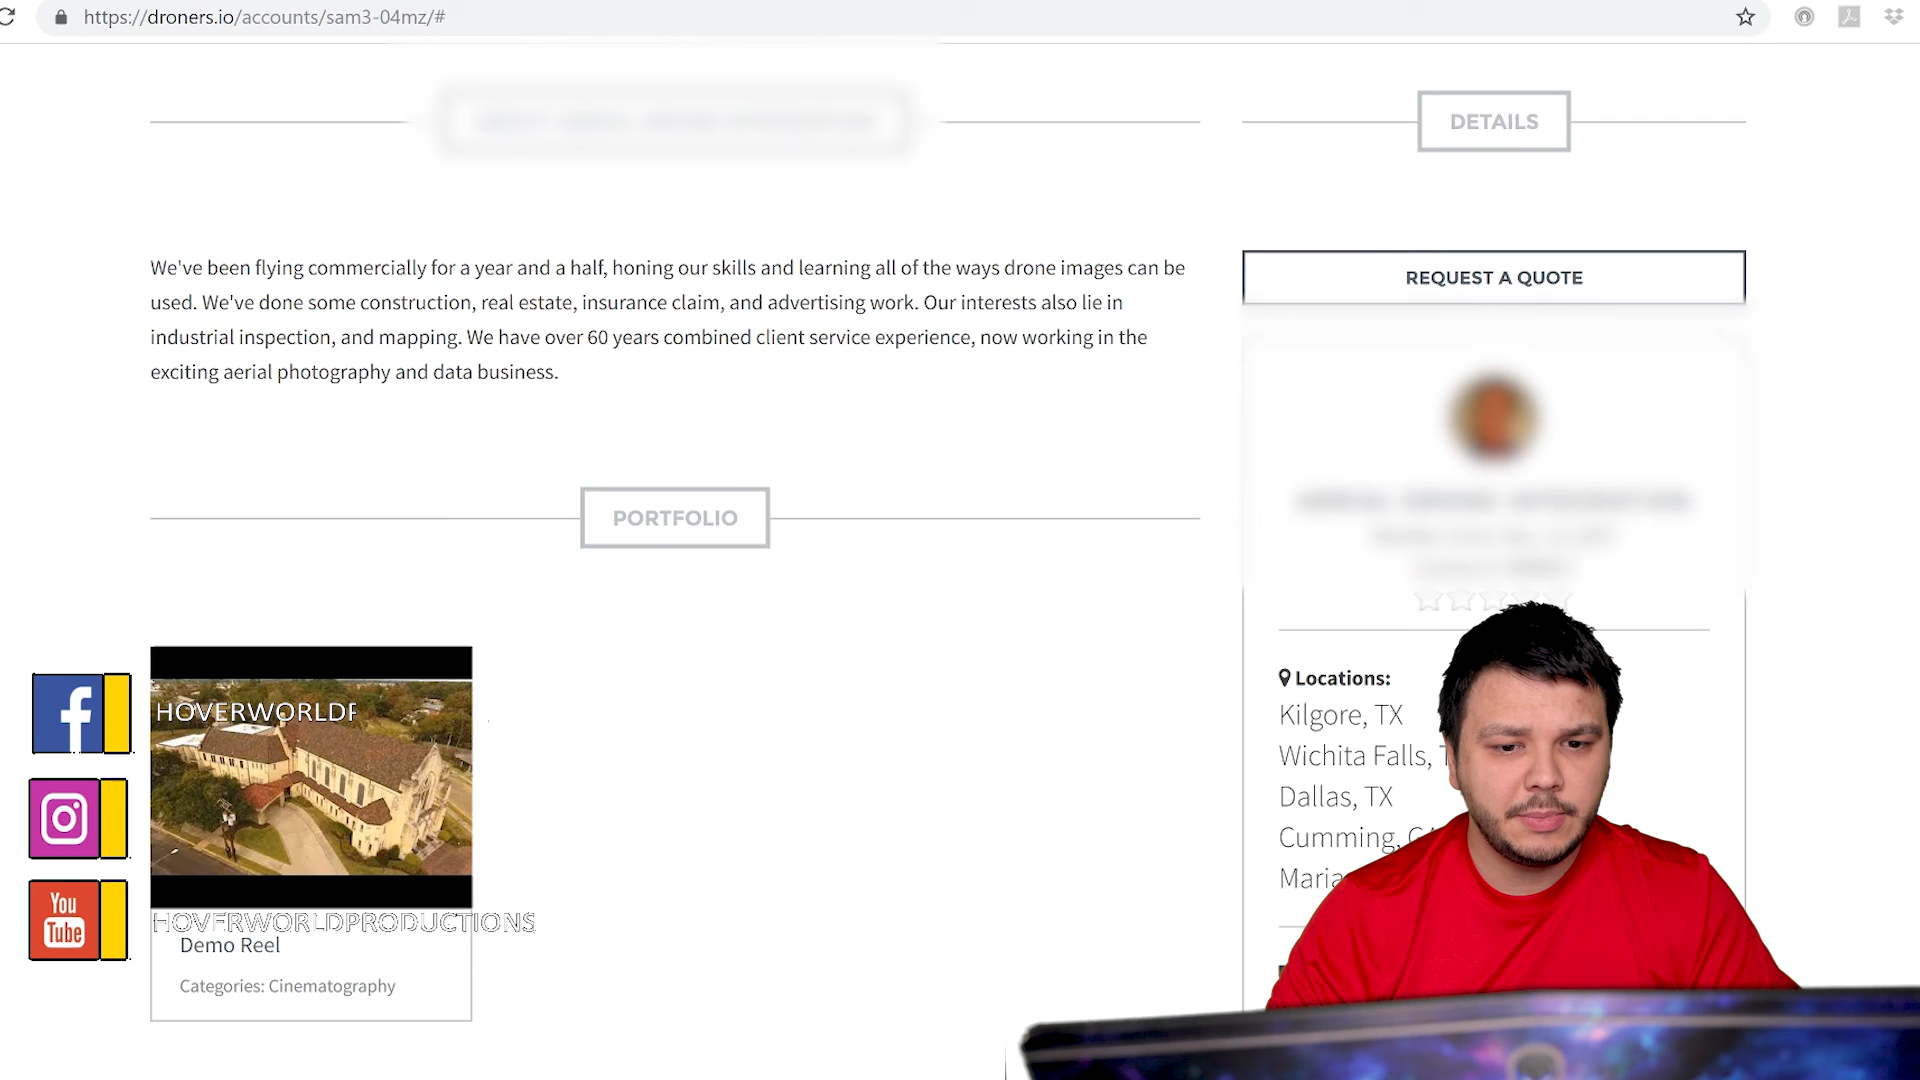 https://droners.io/accounts/sam3-04mz/#
DETAILS
We've been flying commercially for a year and a half, honing our skills and learning all of the ways drone images can be
used. We've done some construction, real estate, insurance claim, and advertising work. Our interests also lie in
industrial inspection, and mapping. We have over 60 years combined client service experience, now working in the
exciting aerial photography and data business.
REQUEST A QUOTE
PORTFOLIO
Locations:
Kilgore, TX
Wichita Falls,
Dallas, TX
Cumming,
HOVERWORLDP
You
Tube
HOVERWORLDPRODUCTIONS
Demo Reel
Categories: Cinematography